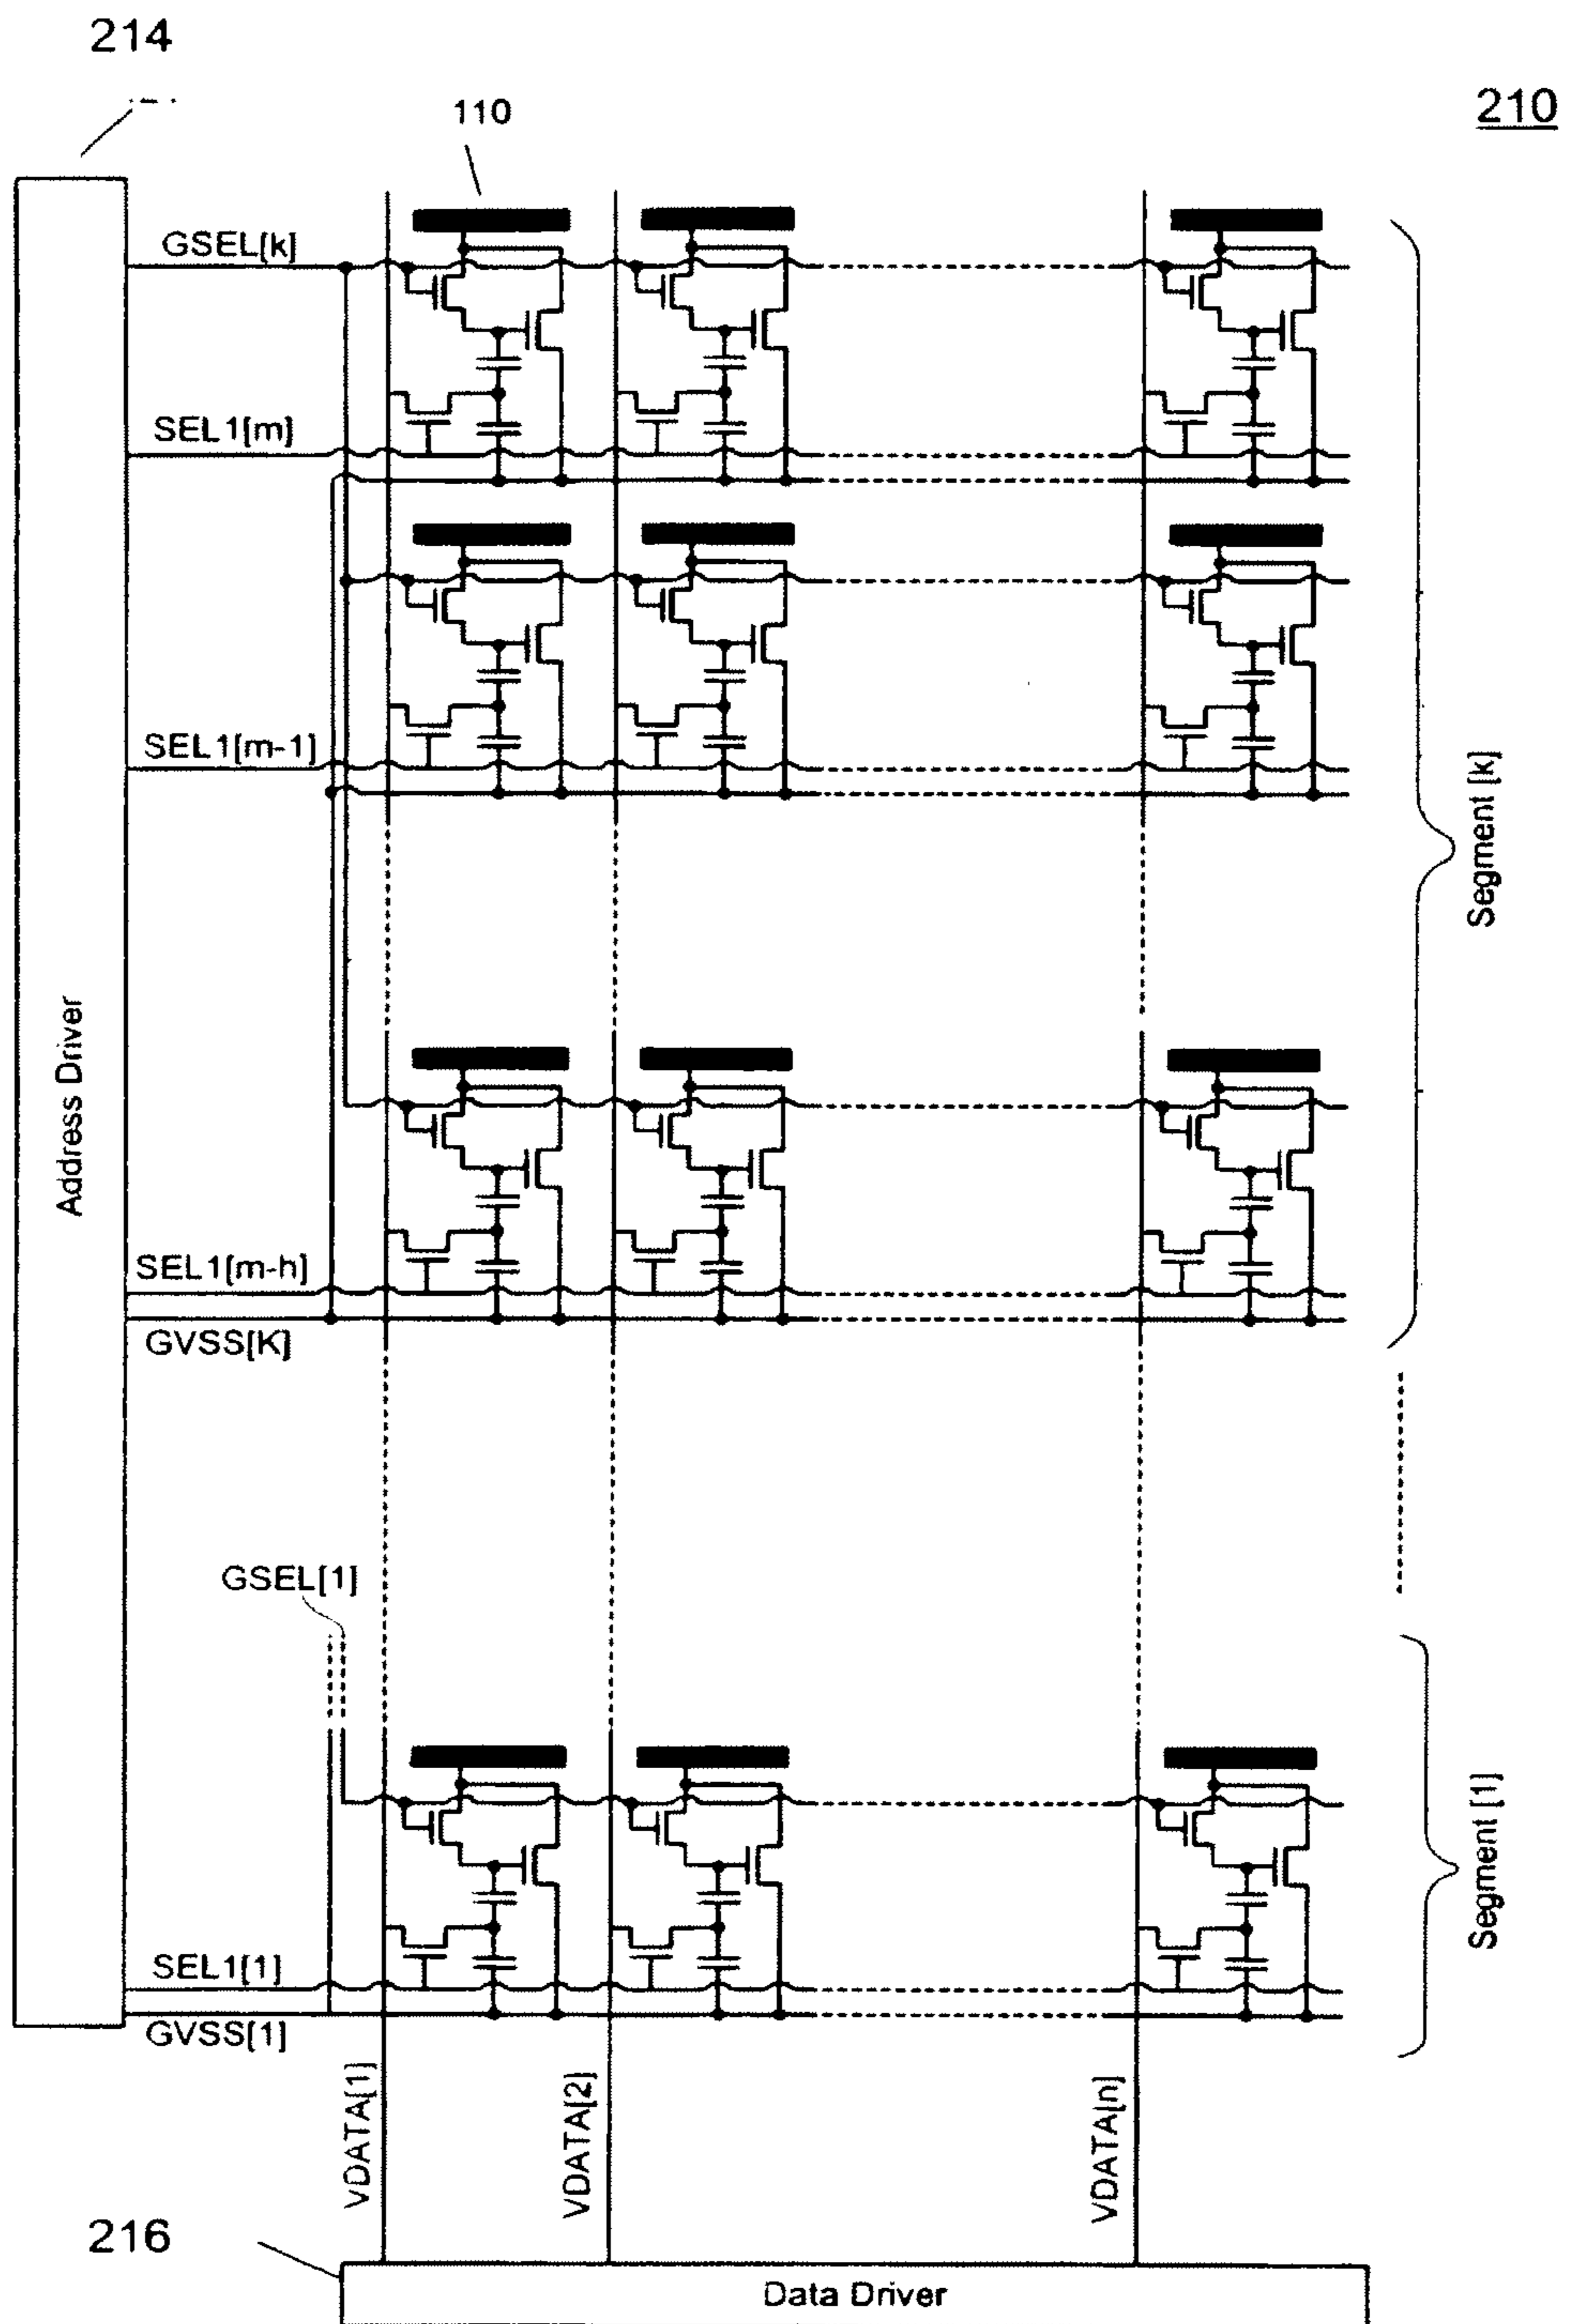 214
110
210
GSEL[k]
SEL1[m]
SEL1[m-1]
Segment [k]
Address Driver
SEL1[m-h]
GVSS[K]
GSEL[1]
Segment [1]
SEL1[1]
GVSS[1]
VDATA[1]
VDATA[2]
VDATA[n]
216
Data Driver